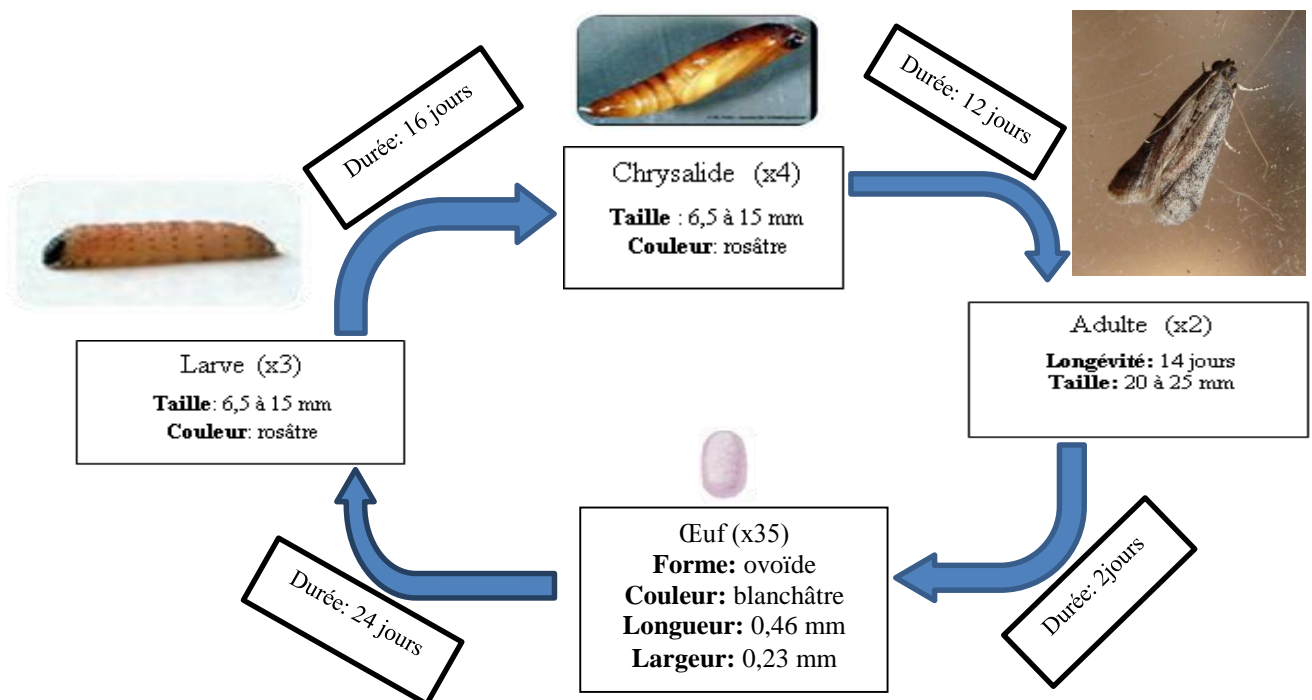 Durée: 16 jours
Durée: 12 jours
Chrysalide (x4)
Taille : 6,5 à 15 mm
Couleur: rosâtre
Larve (x3)
Taille: 6,5 à 15 mm
Couleur: rosâtre
Adulte (x2)
Longévité: 14 jours
Taille: 20 à 25 mm
Œuf (x35)
Forme: ovoïde
Couleur: blanchâtre
Longueur: 0,46 mm
Largeur: 0,23 mm
Durée: 24 jours
Durée: 2jours